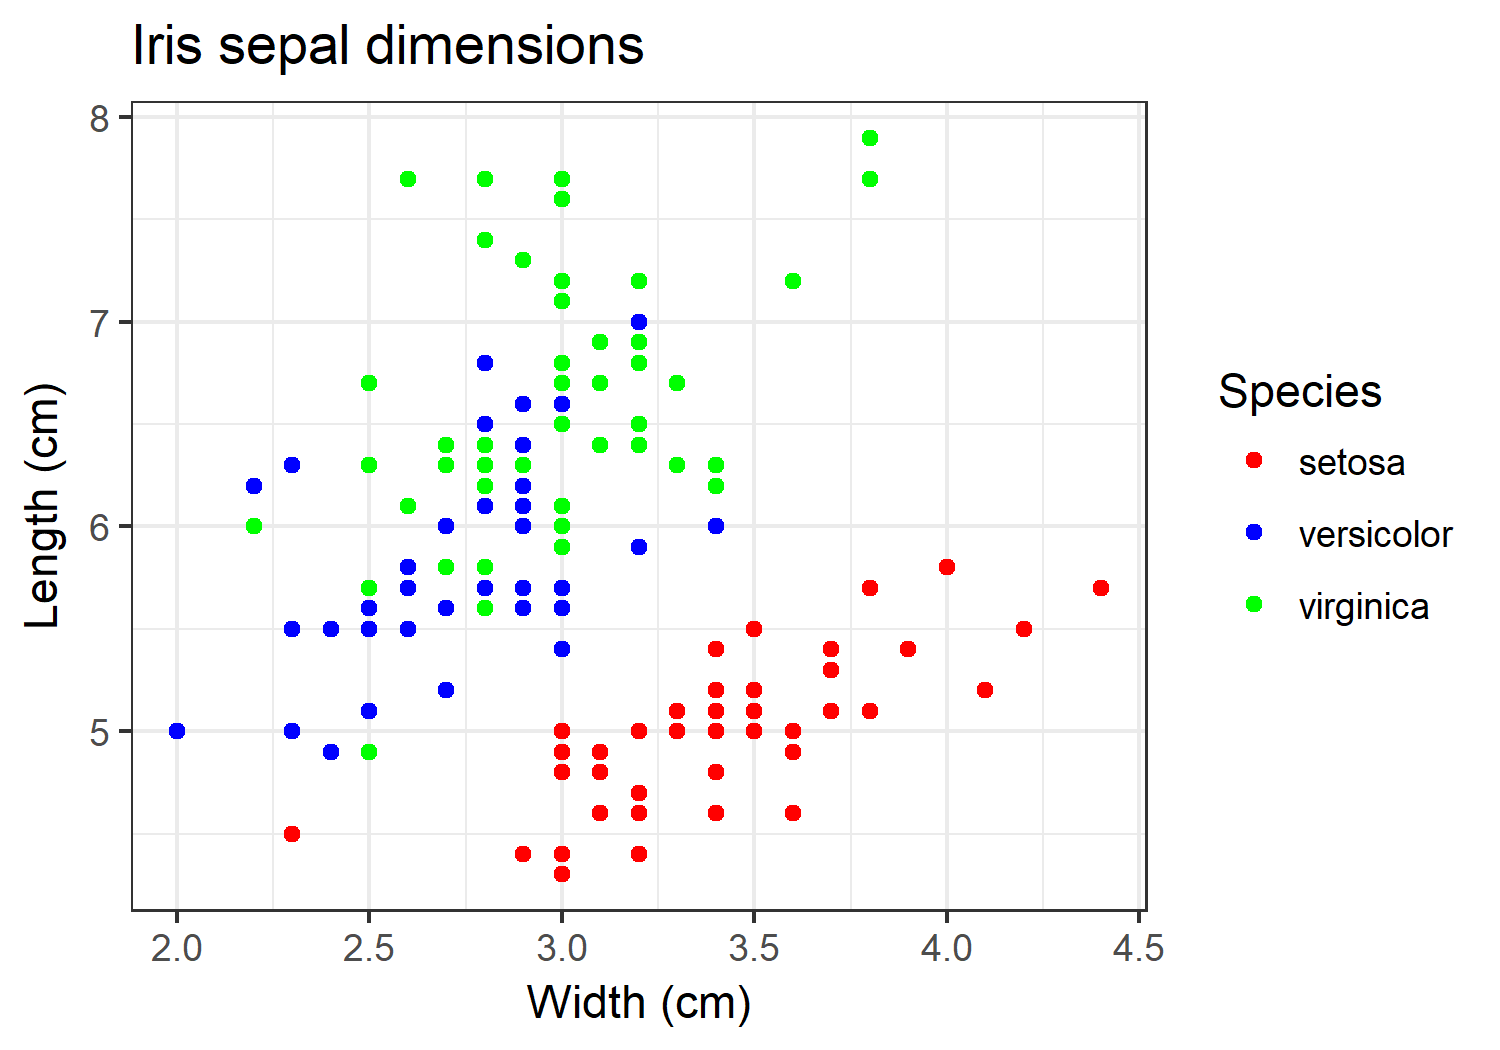 Iris sepal dimensions
8
7
6
5
Length (cm)
2.0 2.5 3.0 3.5 4.0 4.5
Width (cm)
Species
setosa
versicolor
virginica